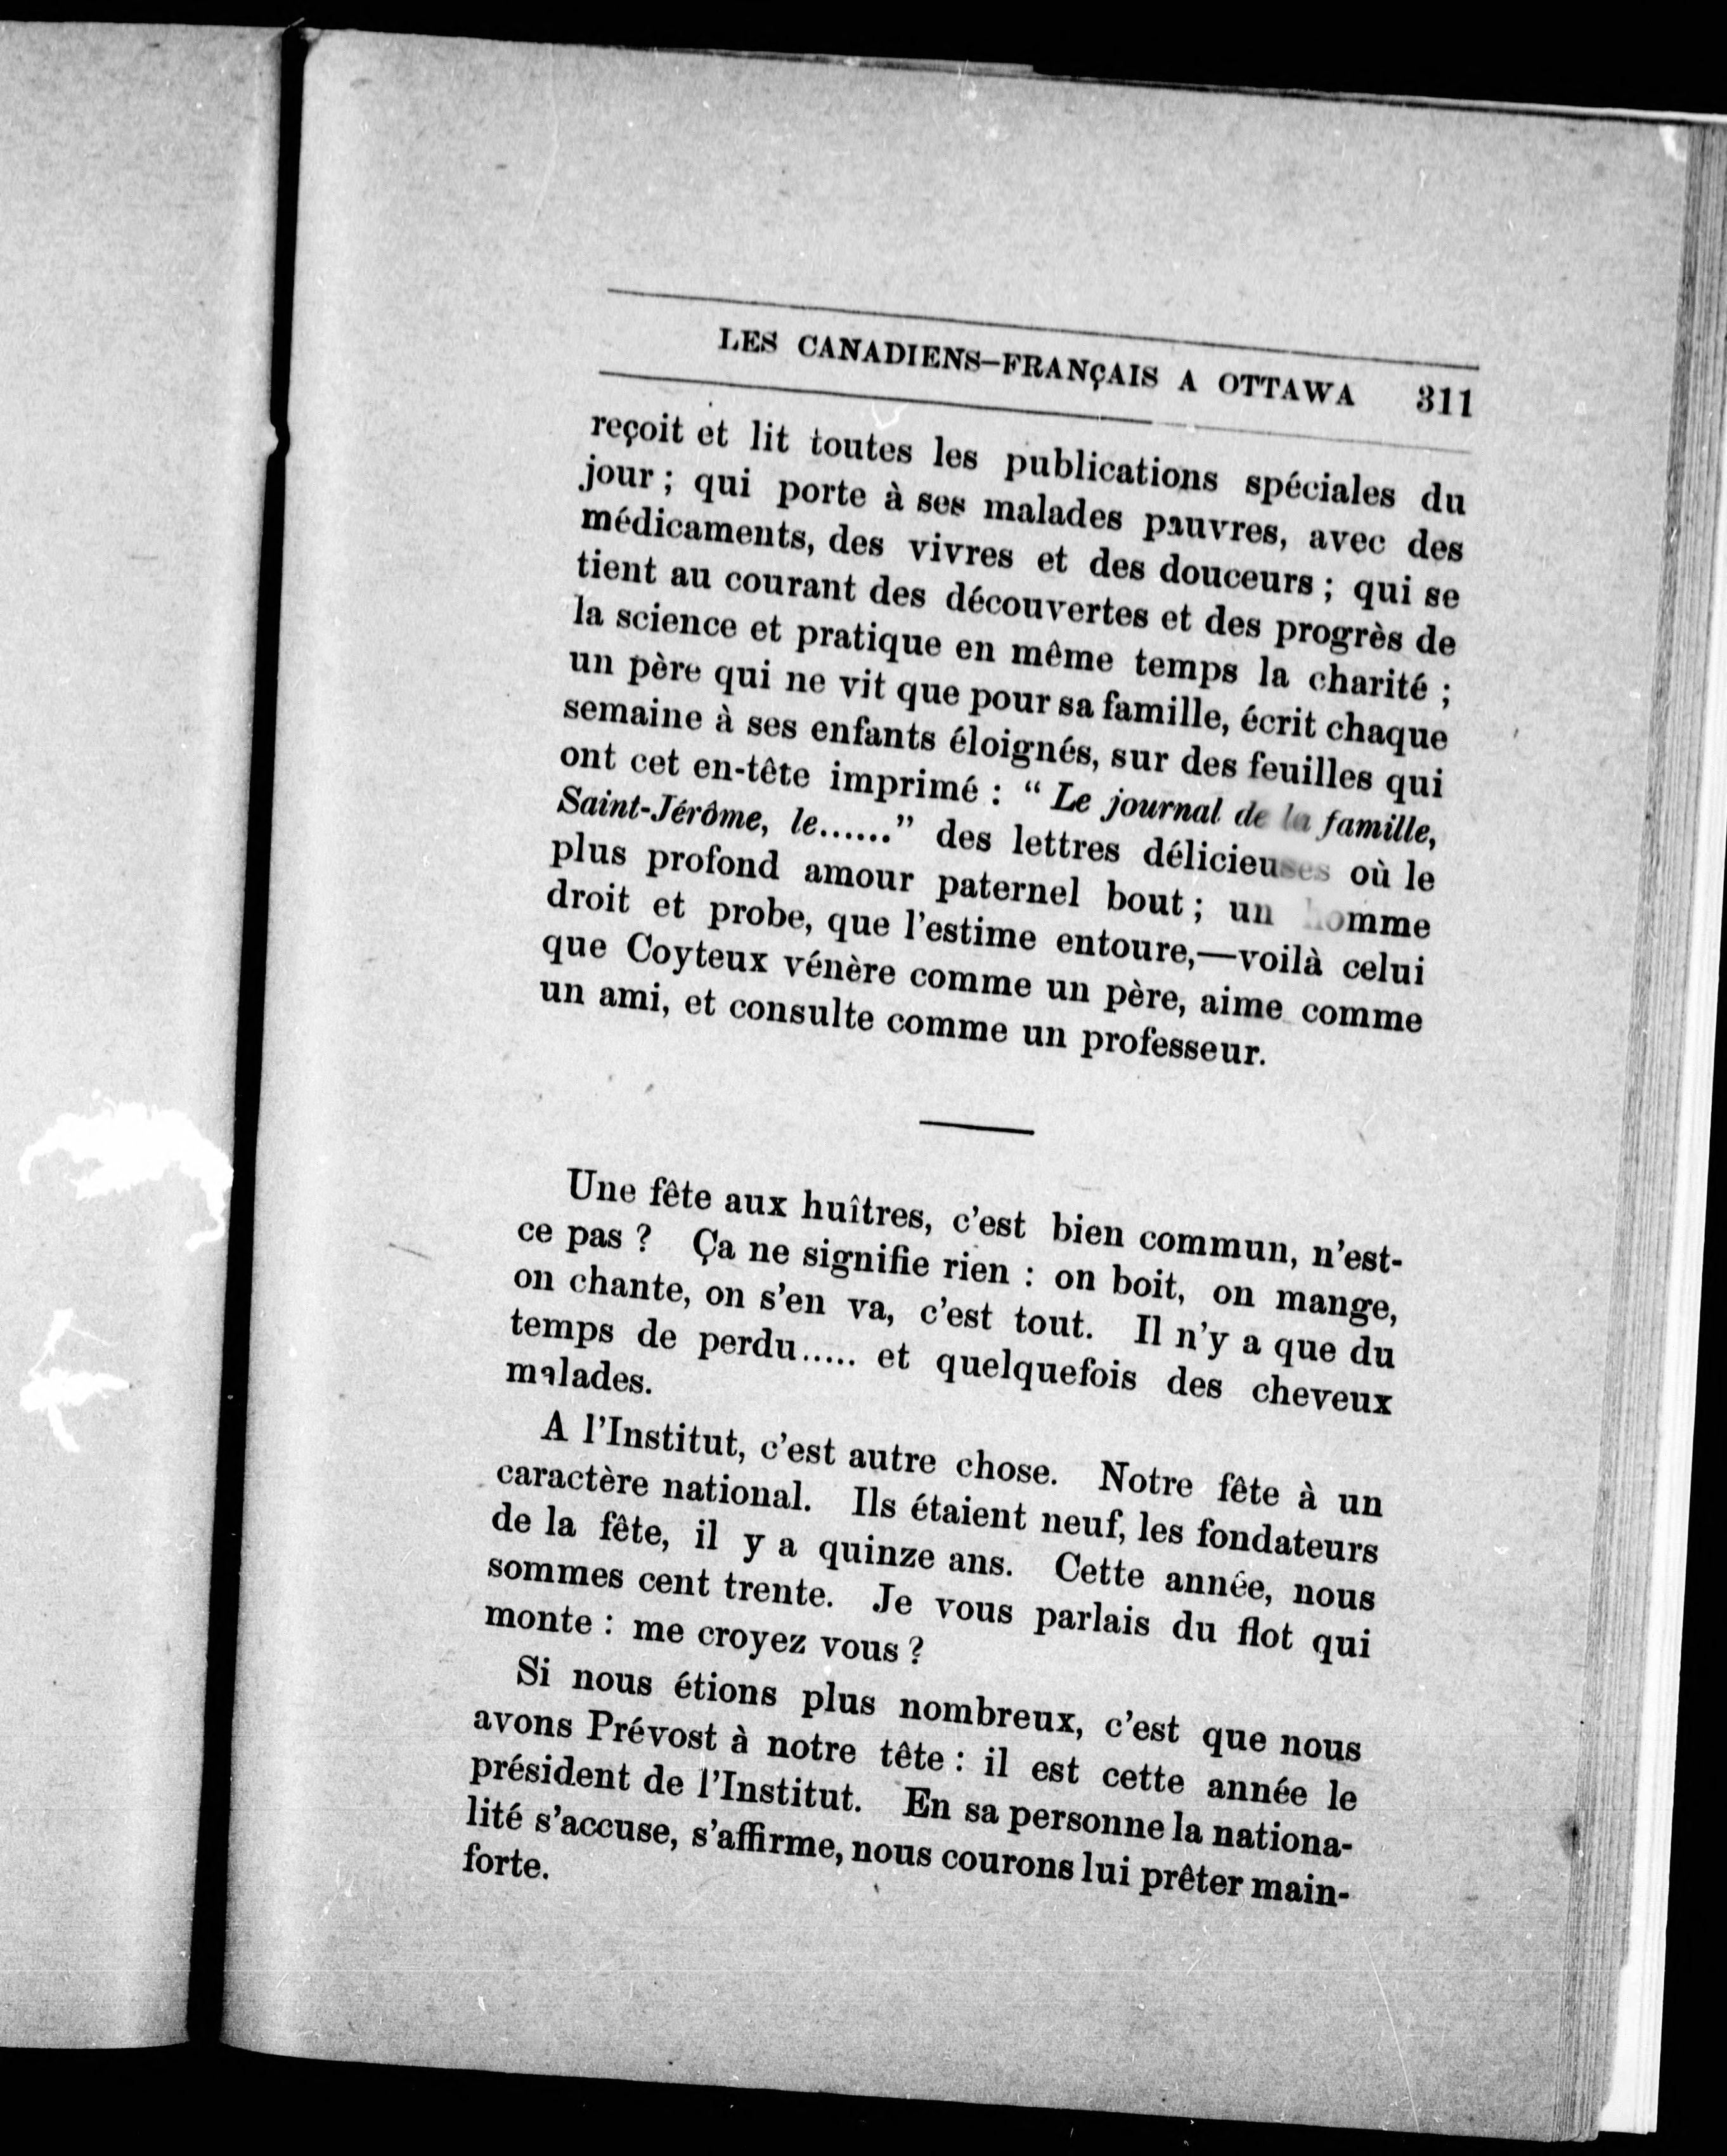 LES CANADIENS-FRANÇAIS A OTTAWA 311
reçoit et lit toutes les publications spéciales du
jour ; qui porte à ses malades pauvres, avec des
médicaments, des vivres et des douceurs ; qui se
tient au courant des découvertes et des progrès de
la science et pratique en même temps la charité ;
un père qui ne vit que pour sa famille, écrit chaque
semaine à ses enfants éloignés, sur des feuilles qui
ont cet en-tête imprimé : " Le journal de la famille,
Saint-Jérôme, le......" des lettres délicieuses où le
plus profond amour paternel bout ; un homme
droit et probe, que l'estime entoure,—voilà celui
que Coyteux vénère comme un père, aime comme
un ami, et consulte comme un professeur.
Une fête aux huîtres, c'est bien commun, n'est-
ce pas ? Ça ne signifie rien : on boit, on mange,
on chante, on s'en va, c'est tout. Il n'y a que du
temps de perdu..... et quelquefois des cheveux
malades.
A l'Institut, c'est autre chose. Notre fête à un
caractère national. Ils étaient neuf, les fondateurs
de la fête, il y a quinze ans. Cette année, nous
sommes cent trente. Je vous parlais du flot qui
monte : me croyez vous ?
Si nous étions plus nombreux, c'est que nous
avons Prévost à notre tête : il est cette année le
président de l'Institut. En sa personne la nationa-
lité s'accuse, s'affirme, nous courons lui prêter main-
forte.